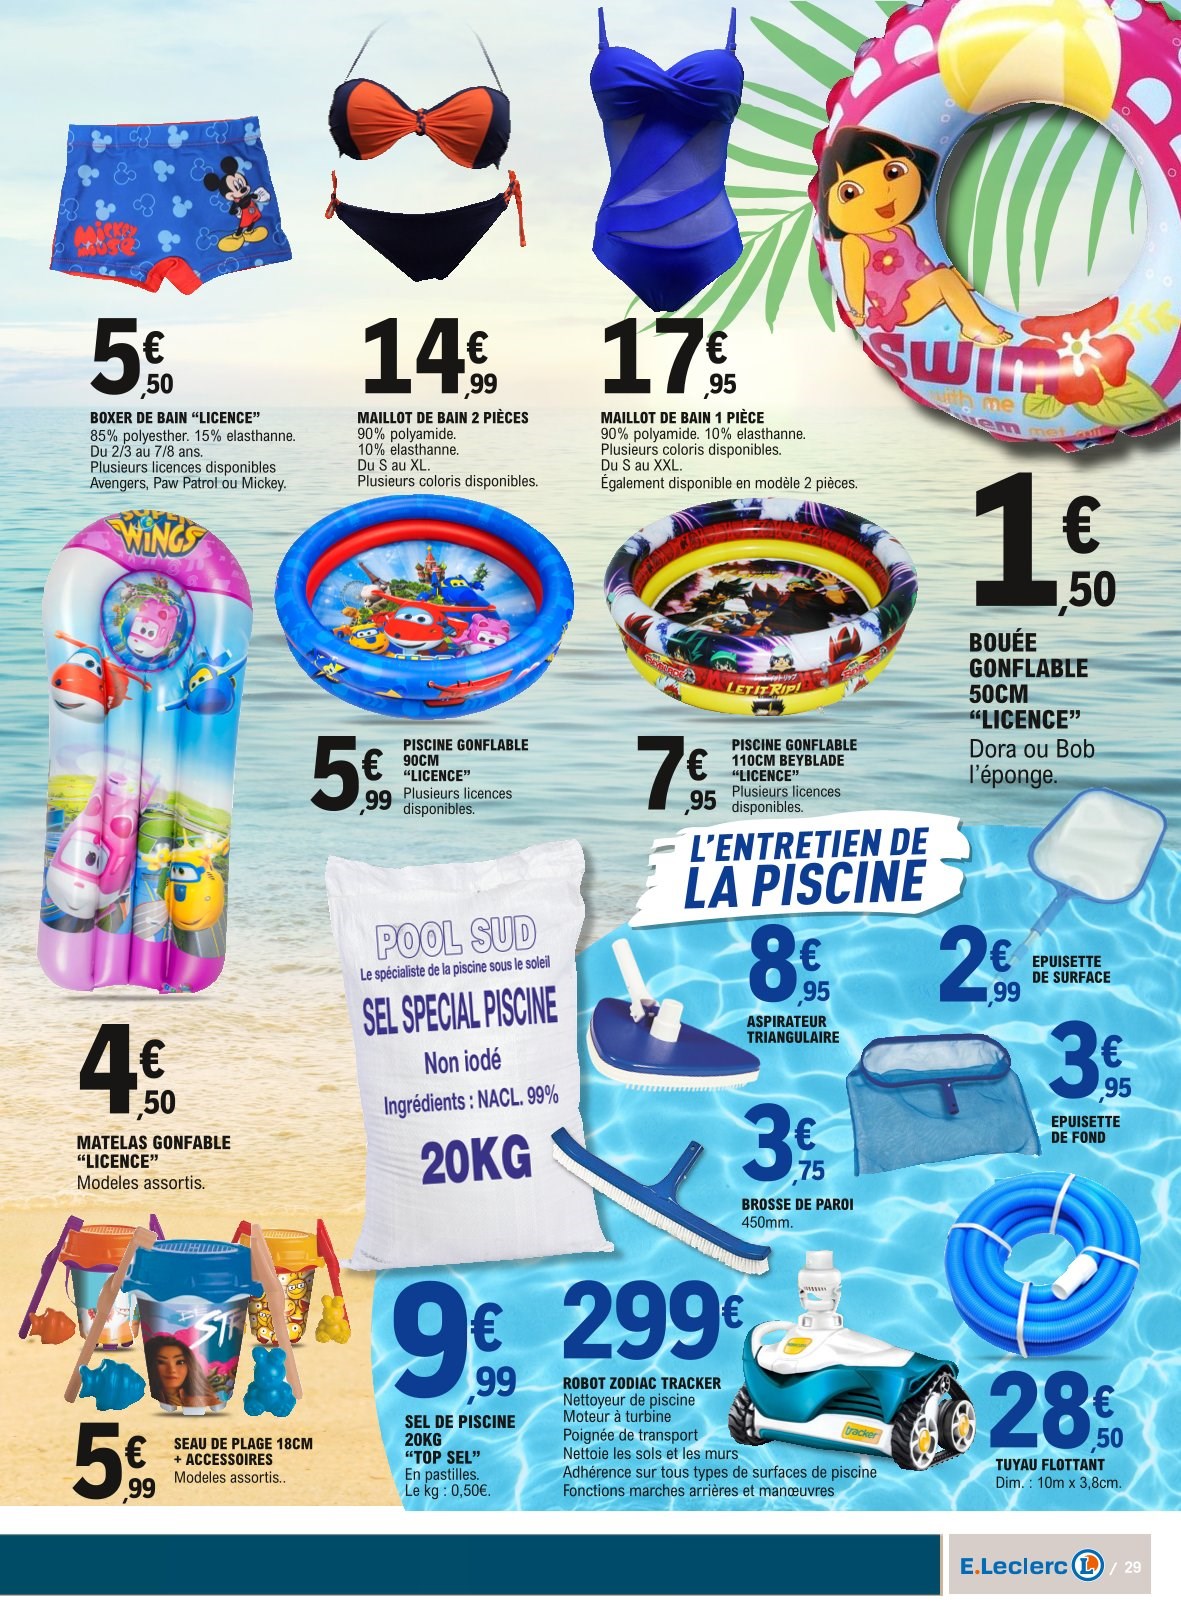 MICKEY
MOUSE
SWIM
with me
5€,50
BOXER DE BAIN “LICENCE”
85% polyesther. 15% elasthanne.
Du 2/3 au 7/8 ans.
Plusieurs licences disponibles
Avengers, Paw Patrol ou Mickey.
14€,99
MAILLOT DE BAIN 2 PIÈCES
90% polyamide.
10% elasthanne.
Du S au XL.
Plusieurs coloris disponibles.
17€,95
MAILLOT DE BAIN 1 PIÈCE
90% polyamide. 10% elasthanne.
Plusieurs coloris disponibles.
Du S au XXL.
Également disponible en modèle 2 pièces.
1€,50
BOUÉE
GONFLABLE
50CM
“LICENCE”
Dora ou Bob
l’éponge.
SUPER
WINGS
LET IT RIP!
5€,99
PISCINE GONFLABLE
90CM
“LICENCE”
Plusieurs licences
disponibles.
7€,95
PISCINE GONFLABLE
110CM BEYBLADE
“LICENCE”
Plusieurs licences
disponibles.
4€,50
MATELAS GONFABLE
“LICENCE”
Modeles assortis.
L’ENTRETIEN DE
LA PISCINE
POOL SUD
Le spécialiste de la piscine sous le soleil
SEL SPECIAL PISCINE
Non iodé
Ingrédients : NACL. 99%
20KG
8€,95
ASPIRATEUR
TRIANGULAIRE
2€,99
EPUISETTE
DE SURFACE
3€,95
EPUISETTE
DE FOND
3€,75
BROSSE DE PAROI
450mm.
5€,99
SEAU DE PLAGE 18CM
+ ACCESSOIRES
Modeles assortis..
9€,99
SEL DE PISCINE
20KG
“TOP SEL”
En pastilles.
Le kg : 0,50€.
299€
ROBOT ZODIAC TRACKER
Nettoyeur de piscine
Moteur à turbine
Poignée de transport
Nettoie les sols et les murs
Adhérence sur tous types de surfaces de piscine
Fonctions marches arrières et manœuvres
tracker
28€,50
TUYAU FLOTTANT
Dim. : 10m x 3,8cm.
E.Leclerc L / 29